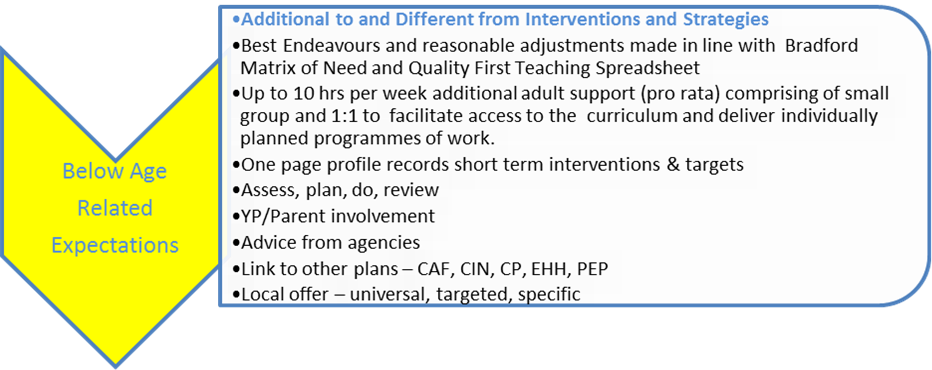 Below Age
Related
Expectations
•Additional to and Different from Interventions and Strategies
•Best Endeavours and reasonable adjustments made in line with Bradford
Matrix of Need and Quality First Teaching Spreadsheet
•Up to 10 hrs per week additional adult support (pro rata) comprising of small
group and 1:1 to facilitate access to the curriculum and deliver individually
planned programmes of work.
•One page profile records short term interventions & targets
•Assess, plan, do, review
•YP/Parent involvement
•Advice from agencies
•Link to other plans – CAF, CIN, CP, EHH, PEP
•Local offer – universal, targeted, specific